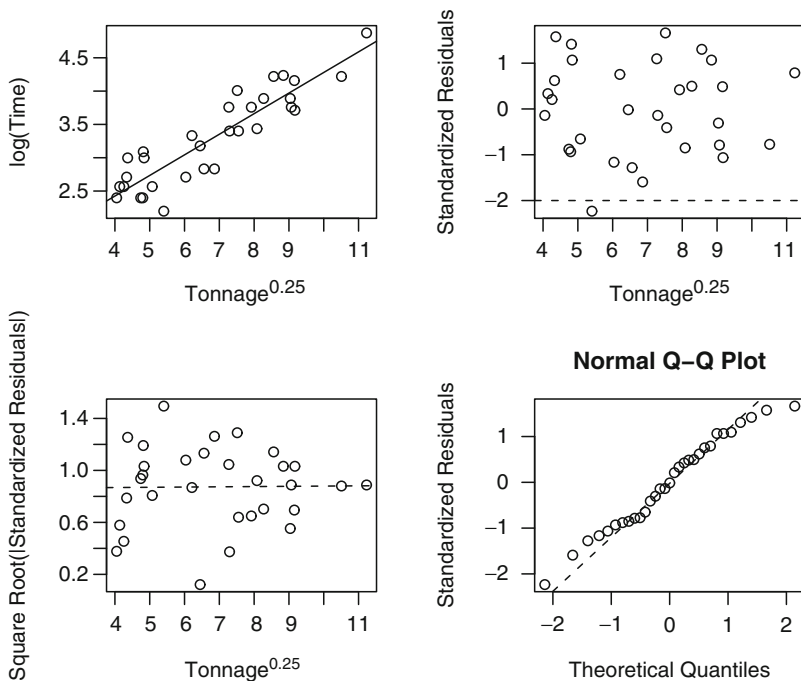 log(Time)
4.5
3.5
2.5
4 5 6 7 8 9 11
Tonnage^0.25
Standardized Residuals
1
0
−1
−2
4 5 6 7 8 9 11
Tonnage^0.25
Square Root(|Standardized Residuals|)
1.4
1.0
0.6
0.2
4 5 6 7 8 9 11
Tonnage^0.25
Normal Q−Q Plot
Standardized Residuals
1
0
−1
−2
−2 −1 0 1 2
Theoretical Quantiles